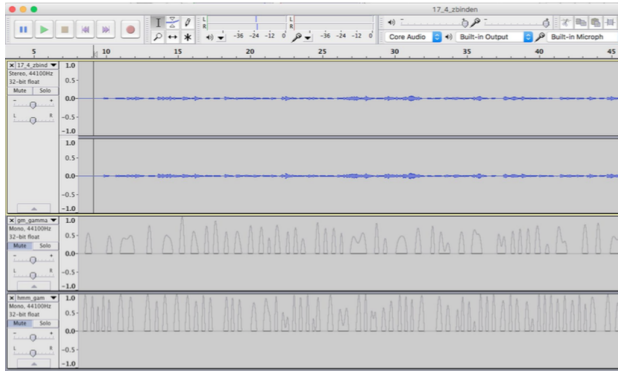 17_4_zbinden
L
R
L
R
-36 -24 -12 0
-36 -24 -12 0
Core Audio
Built-in Output
Built-in Microph
5 10 15 20 25 30 35 40 45
17_4_zbind
Stereo, 44100Hz
32-bit float
Mute Solo
- +
L R
1.0
0.5-
0.0-
-0.5-
-1.0
1.0
0.5-
0.0-
-0.5-
-1.0
gm_gamma
Mono, 44100Hz
32-bit float
Mute Solo
- +
L R
1.0
0.5-
0.0-
-0.5-
-1.0
hmm_gam
Mono, 44100Hz
32-bit float
Mute Solo
- +
L R
1.0
0.5-
0.0-
-0.5-
-1.0